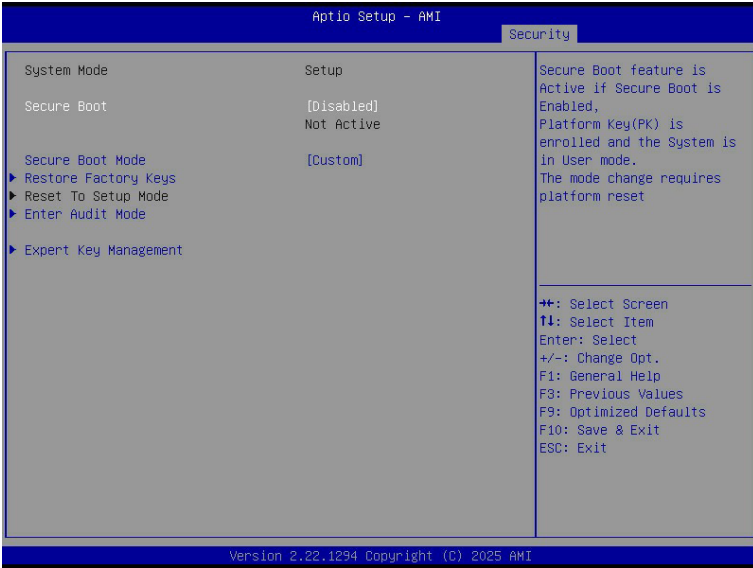 Aptio Setup – AMI
Security
System Mode Setup
Secure Boot [Disabled]
Not Active
Secure Boot Mode [Custom]
▶ Restore Factory Keys
▶ Reset To Setup Mode
▶ Enter Audit Mode
▶ Expert Key Management
Secure Boot feature is
Active if Secure Boot is
Enabled,
Platform Key(PK) is
enrolled and the System is
in User mode.
The mode change requires
platform reset
→←: Select Screen
↑↓: Select Item
Enter: Select
+/-: Change Opt.
F1: General Help
F3: Previous Values
F9: Optimized Defaults
F10: Save & Exit
ESC: Exit
Version 2.22.1294 Copyright (C) 2025 AMI